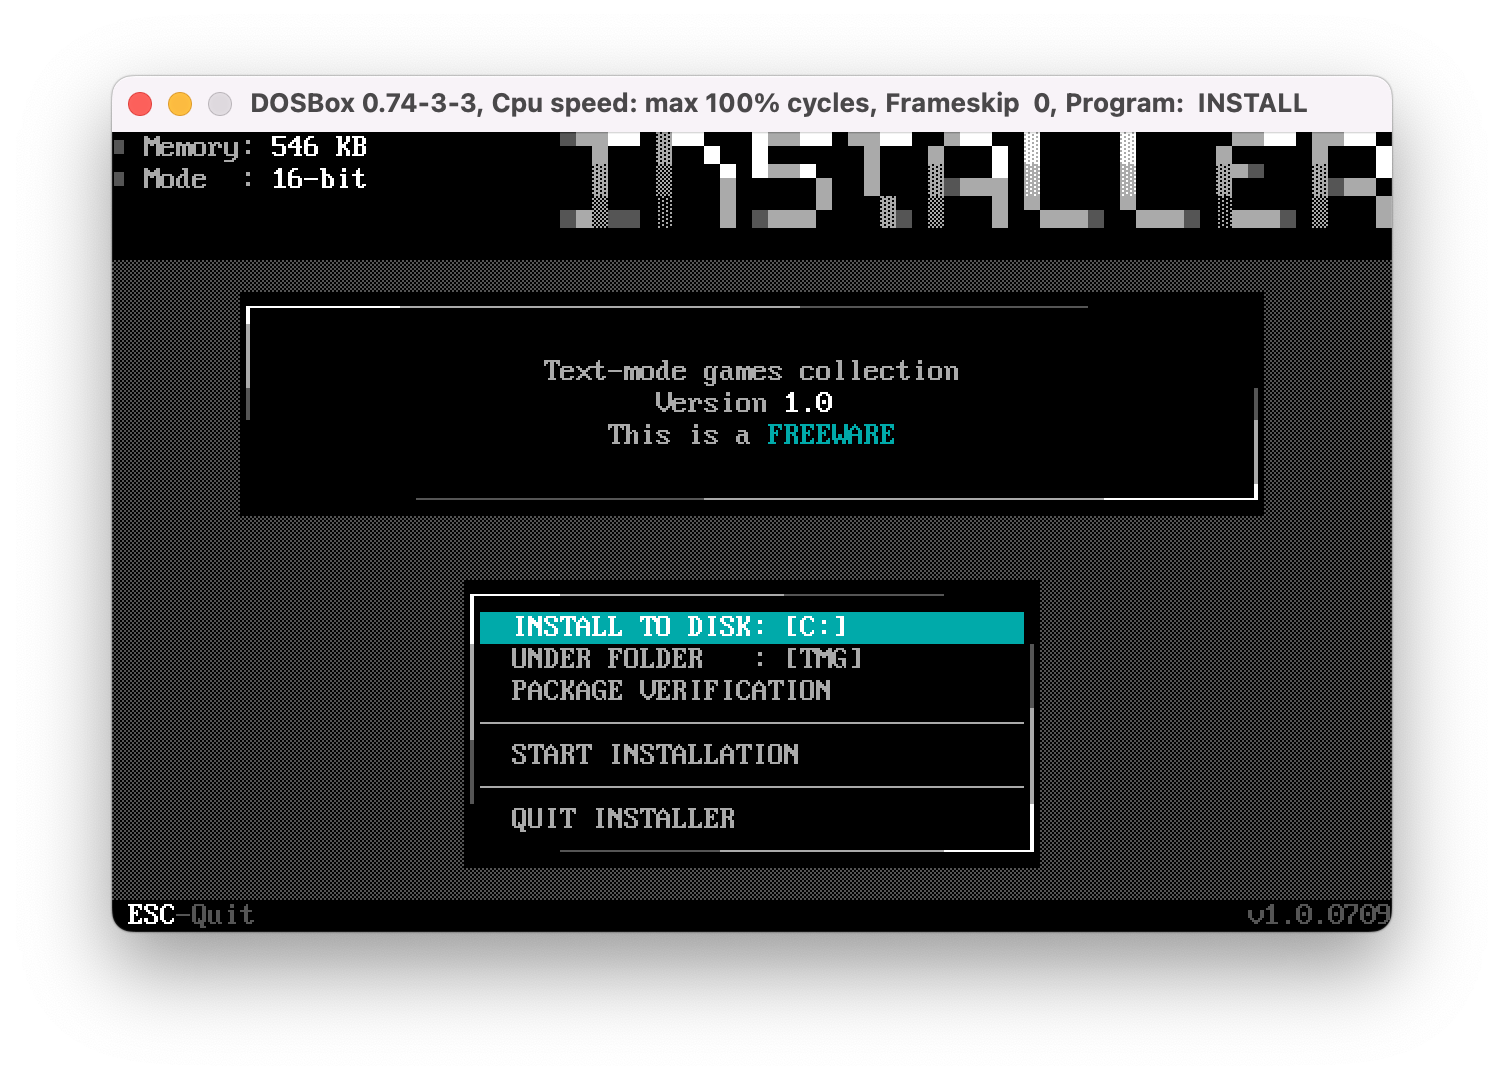 DOSBox 0.74-3-3, Cpu speed: max 100% cycles, Frameskip  0, Program:  INSTALL
Memory: 546 KB
Mode   : 16-bit
INSTALLER
Text-mode games collection
Version 1.0
This is a FREEWARE
INSTALL TO DISK: [C:]
UNDER FOLDER   : [TMG]
PACKAGE VERIFICATION
START INSTALLATION
QUIT INSTALLER
ESC-Quit
v1.0.0709